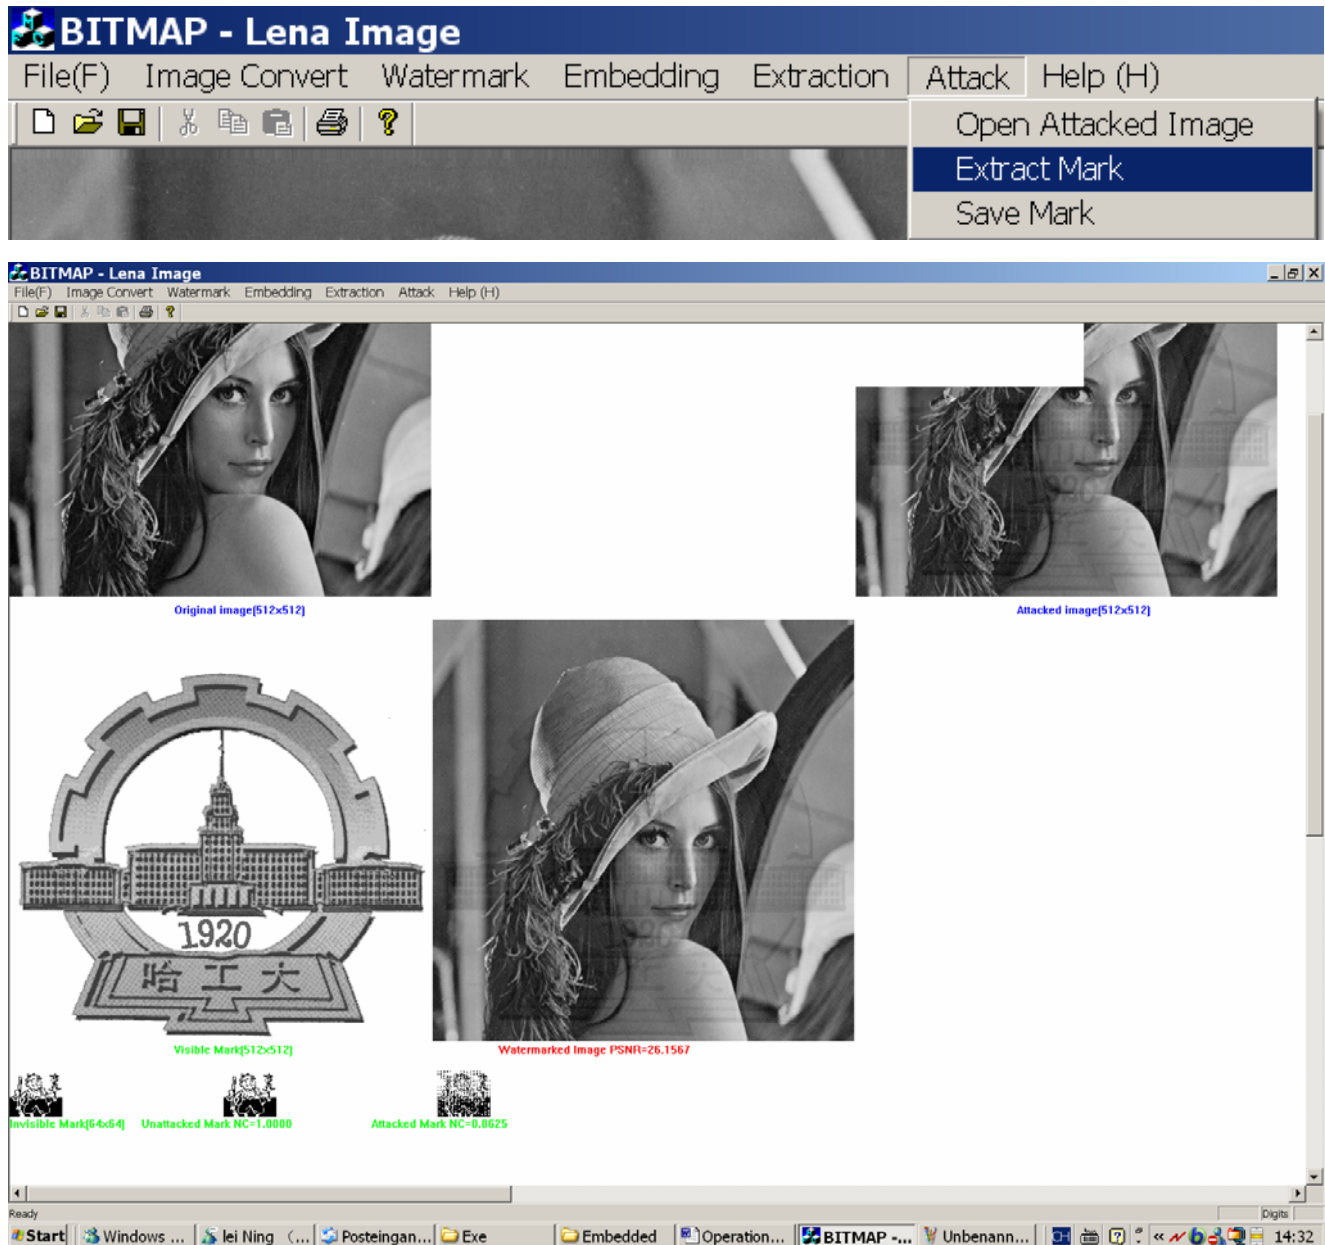 BITMAP - Lena Image
File(F) Image Convert Watermark Embedding Extraction Attack Help (H)
Open Attacked Image
Extract Mark
Save Mark
BITMAP - Lena Image
File(F) Image Convert Watermark Embedding Extraction Attack Help (H)
Original image(512x512)
Attacked image(512x512)
1920
哈工大
Visible Mark(512x512)
Watermarked Image PSNR=26.1567
Invisible Mark(64x64) Unattacked Mark NC=1.0000 Attacked Mark NC=0.8625
Ready
Digits
Start Windows ... lei Ning (... Posteingan... Exe Embedded Operation... BITMAP -... Unbenann... CH « 14:32